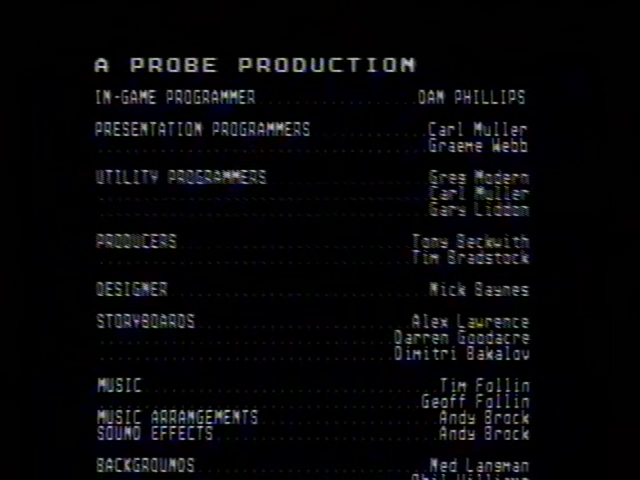 A PROBE PRODUCTION
IN-GAME PROGRAMMER DAN PHILLIPS
PRESENTATION PROGRAMMERS Carl Muller
Graeme Webb
UTILITY PROGRAMMERS Greg Modern
Carl Muller
Gary Liddon
PRODUCERS Tony Beckwith
Tim Bradstock
DESIGNER Nick Baynes
STORYBOARDS Alex Lawrence
Darren Goodacre
Dimitri Bakalov
MUSIC Tim Follin
Geoff Follin
MUSIC ARRANGEMENTS Andy Brock
SOUND EFFECTS Andy Brock
BACKGROUNDS Ned Langman